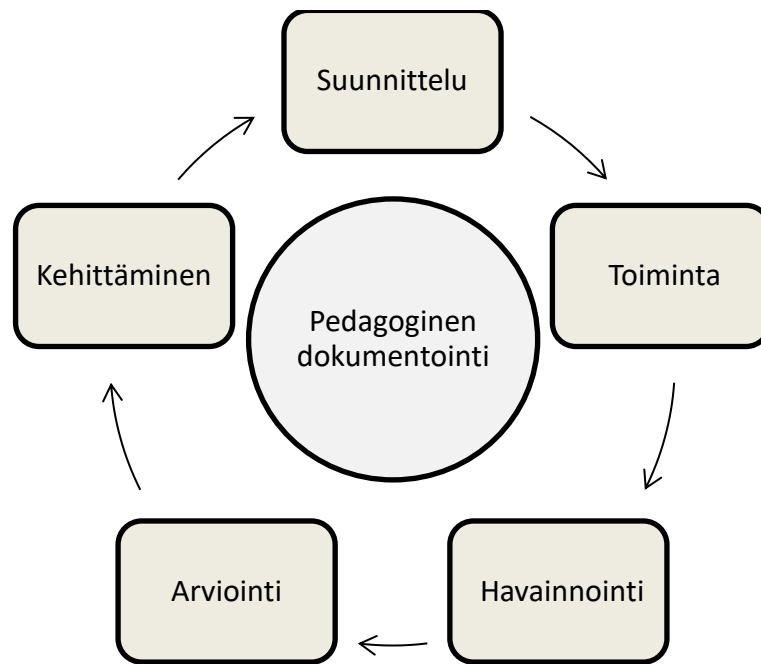 Suunnittelu
Kehittäminen
Toiminta
Pedagoginen
dokumentointi
Arviointi
Havainnointi